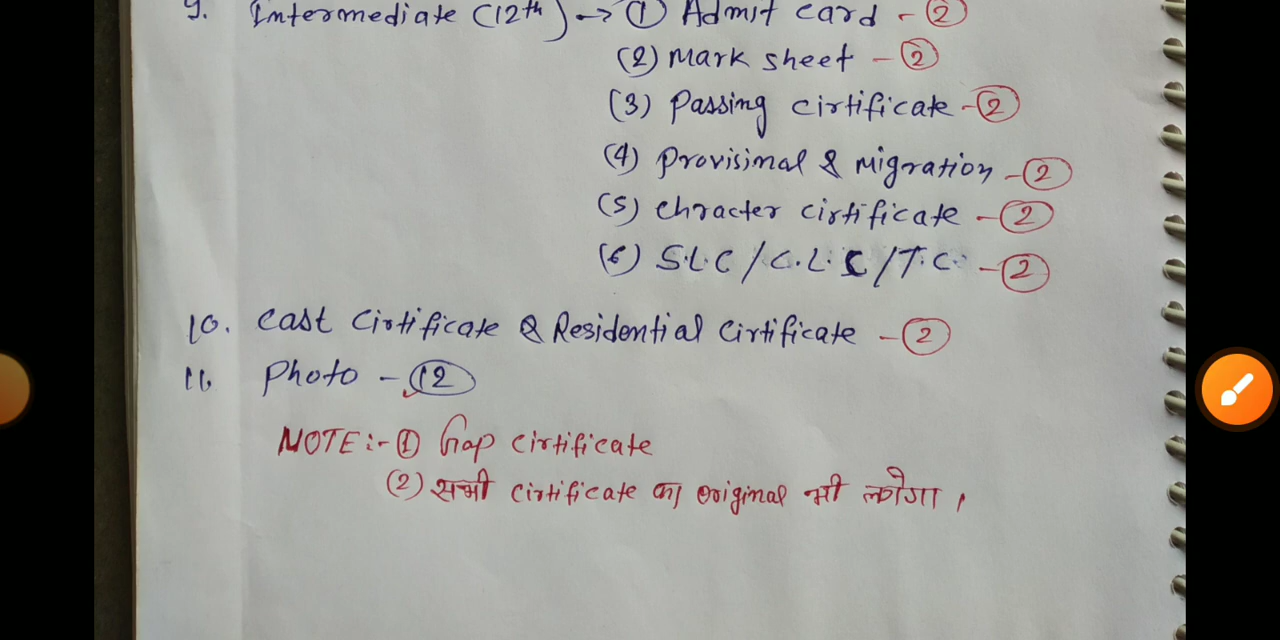 9. Intermediate (12th) → ① Admit card - ②
(2) Mark sheet - ②
(3) Passing cirtificate - ②
(4) Provisinal & migration - ②
(5) chracter cirtificate - ②
(6) S.L.C / C.L.C / T.C. - ②
10. cast cirtificate & Residential cirtificate - ②
11. Photo - ⑫
NOTE:- ① Gap cirtificate
(2) सभी cirtificate का original भी लगेगा।